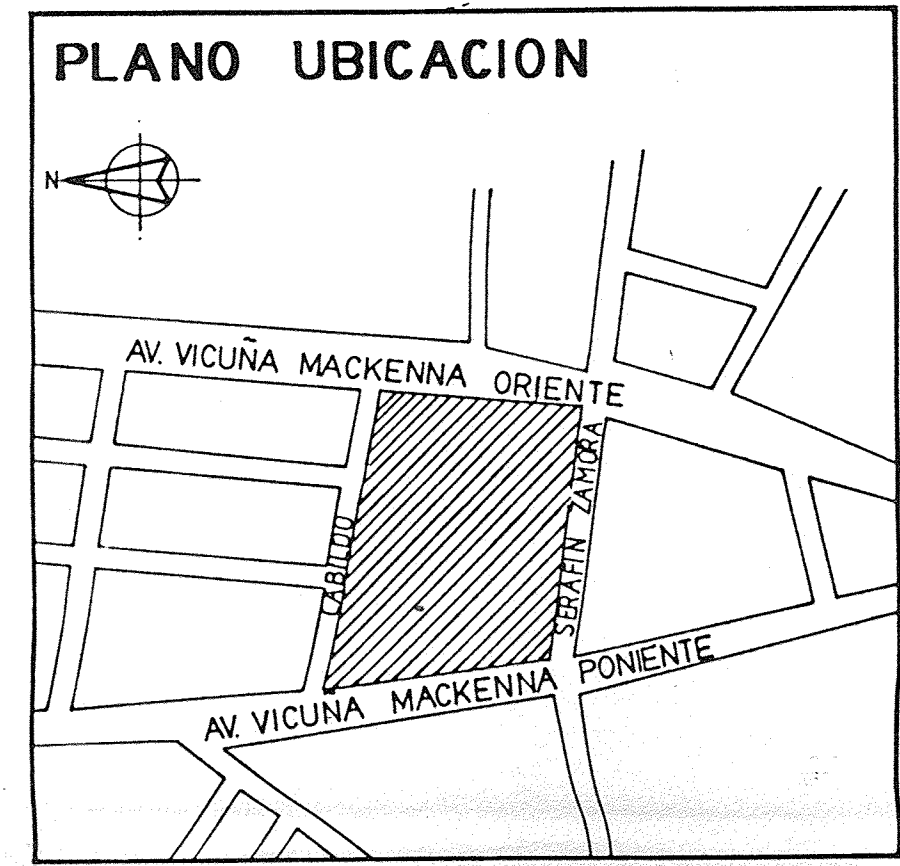 PLANO UBICACION
N
AV. VICUÑA MACKENNA ORIENTE
CABILDO
SERAFIN ZAMORA
AV. VICUNA MACKENNA PONIENTE